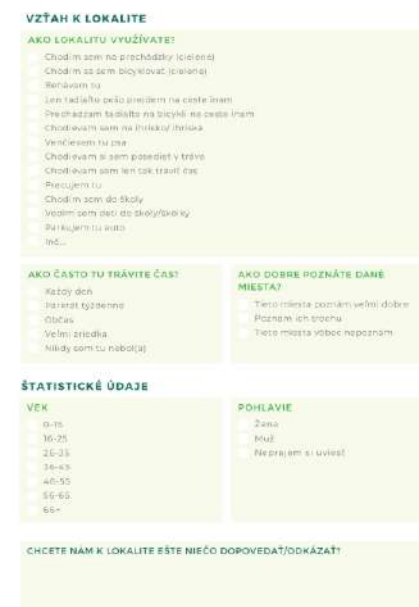 VZŤAH K LOKALITE
AKO LOKALITU VYUŽÍVATE?
Chodím sem na prechádzky (cielene)
Chodím sa sem bicyklovať (cielene)
Behávam tu
Len tadiaľto pešo prejdem na ceste inam
Prechádzam tadiaľto na bicykli na ceste inam
Chodievam sem na ihrisko/ ihriská
Venčievam tu psa
Chodievam si sem posedieť v tráve
Chodievam sem len tak tráviť čas
Pracujem tu
Chodím sem do školy
Vodím sem deti do školy/škôlky
Parkujem tu auto
Iné...
AKO ČASTO TU TRÁVITE ČAS?
Každý deň
Párkrát týždenne
Občas
Veľmi zriedka
Nikdy som tu nebol(a)
AKO DOBRE POZNÁTE DANÉ
MIESTA?
Tieto miesta poznám veľmi dobre
Poznám ich trochu
Tieto miesta vôbec nepoznám
ŠTATISTICKÉ ÚDAJE
VEK
0-15
16-25
26-35
36-45
46-55
56-65
66+
POHLAVIE
Žena
Muž
Neprajem si uviesť
CHCETE NÁM K LOKALITE EŠTE NIEČO DOPOVEDAŤ/ODKÁZAŤ?